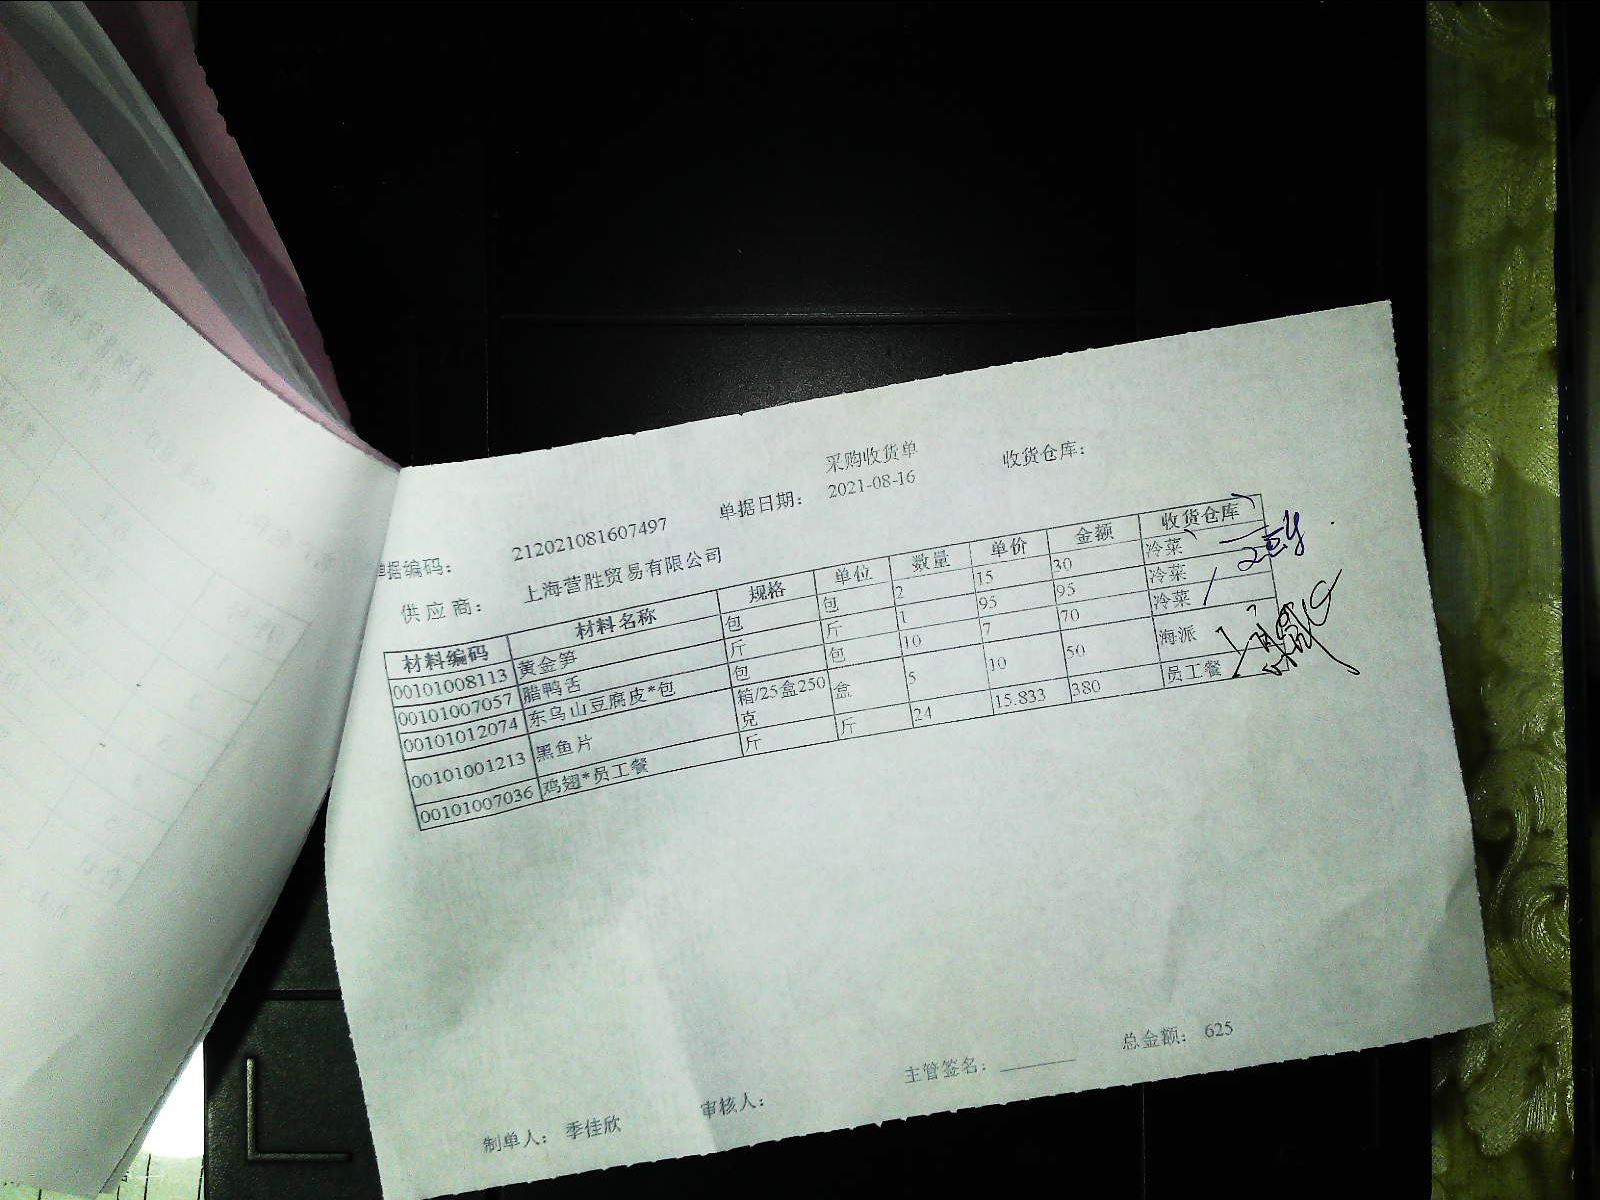 采购收货单
单据编码： 212021081607497 单据日期： 2021-08-16 收货仓库：
供应商： 上海营胜贸易有限公司
材料编码 材料名称 规格 单位 数量 单价 金额 收货仓库
00101008113 黄金笋 包 包 2 15 30 冷菜
00101007057 腊鸭舌 斤 斤 1 95 95 冷菜
00101012074 东乌山豆腐皮*包 包 包 10 7 70 冷菜
00101001213 黑鱼片 箱/25盒250克 盒 5 10 50 海派
00101007036 鸡翅*员工餐 斤 斤 24 15.833 380 员工餐
制单人： 季佳欣 审核人： 主管签名： 总金额： 625